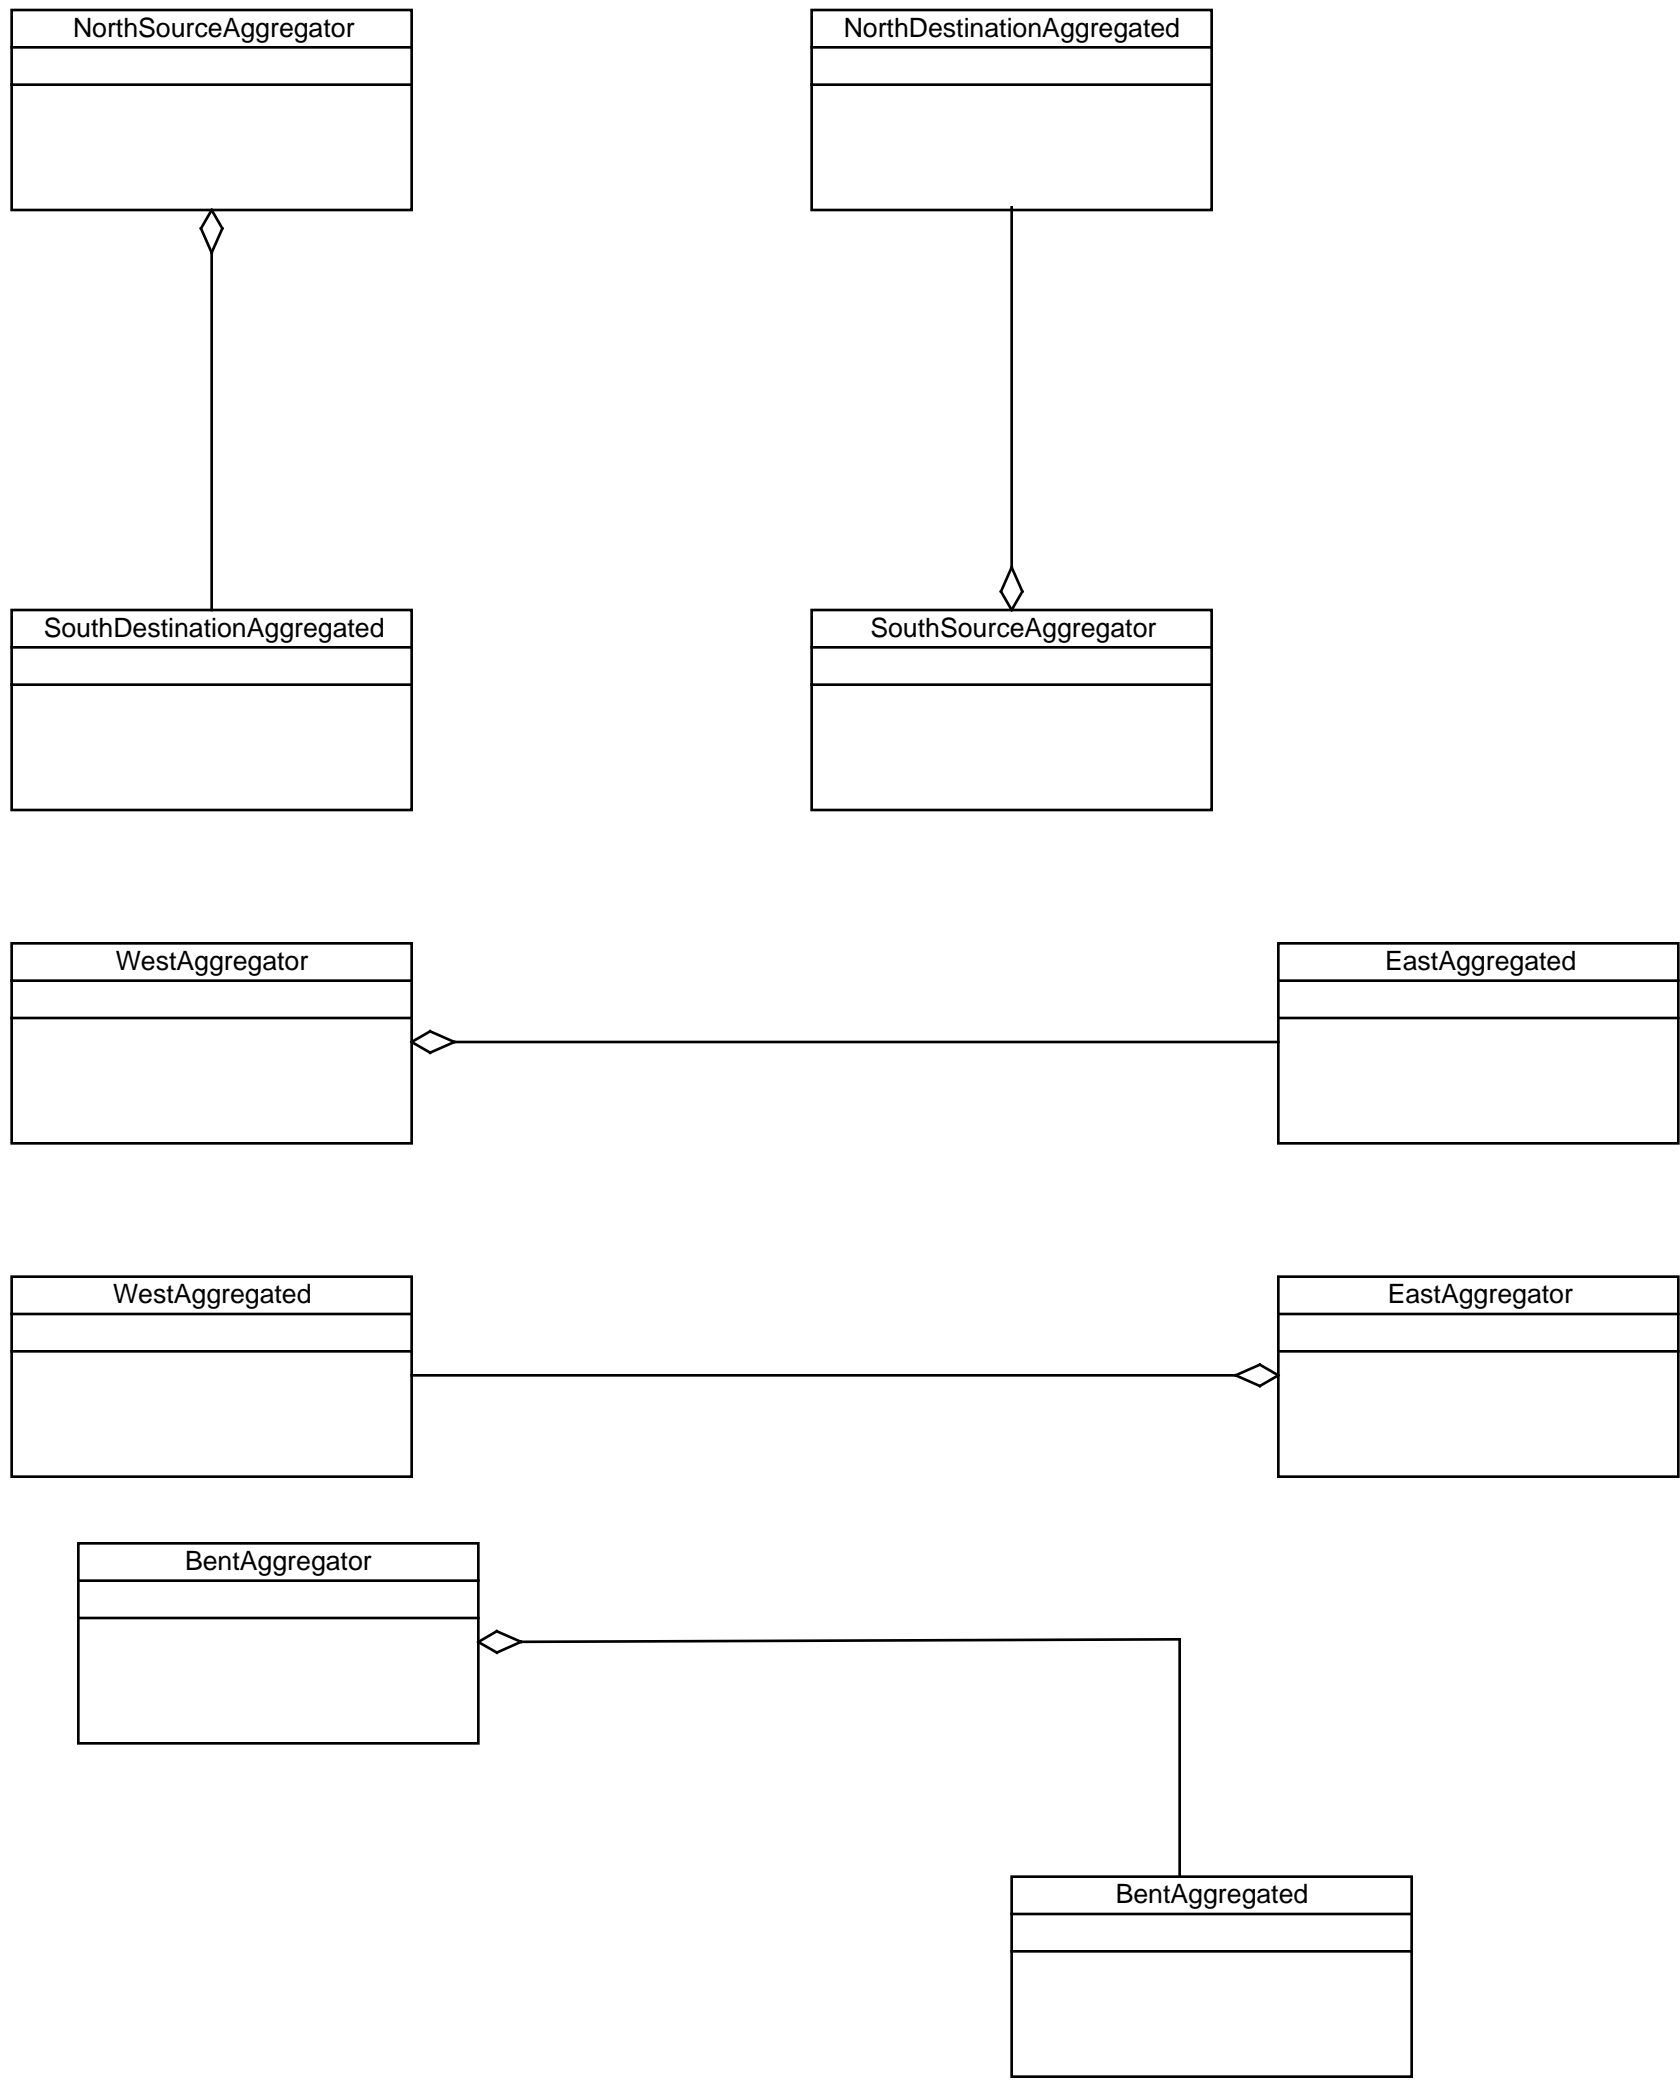 NorthSourceAggregator
NorthDestinationAggregated
SouthDestinationAggregated
SouthSourceAggregator
WestAggregator
EastAggregated
WestAggregated
EastAggregator
BentAggregator
BentAggregated